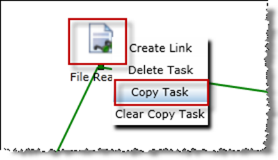 Create Link
Delete Task
File Rea
Copy Task
Clear Copy Task